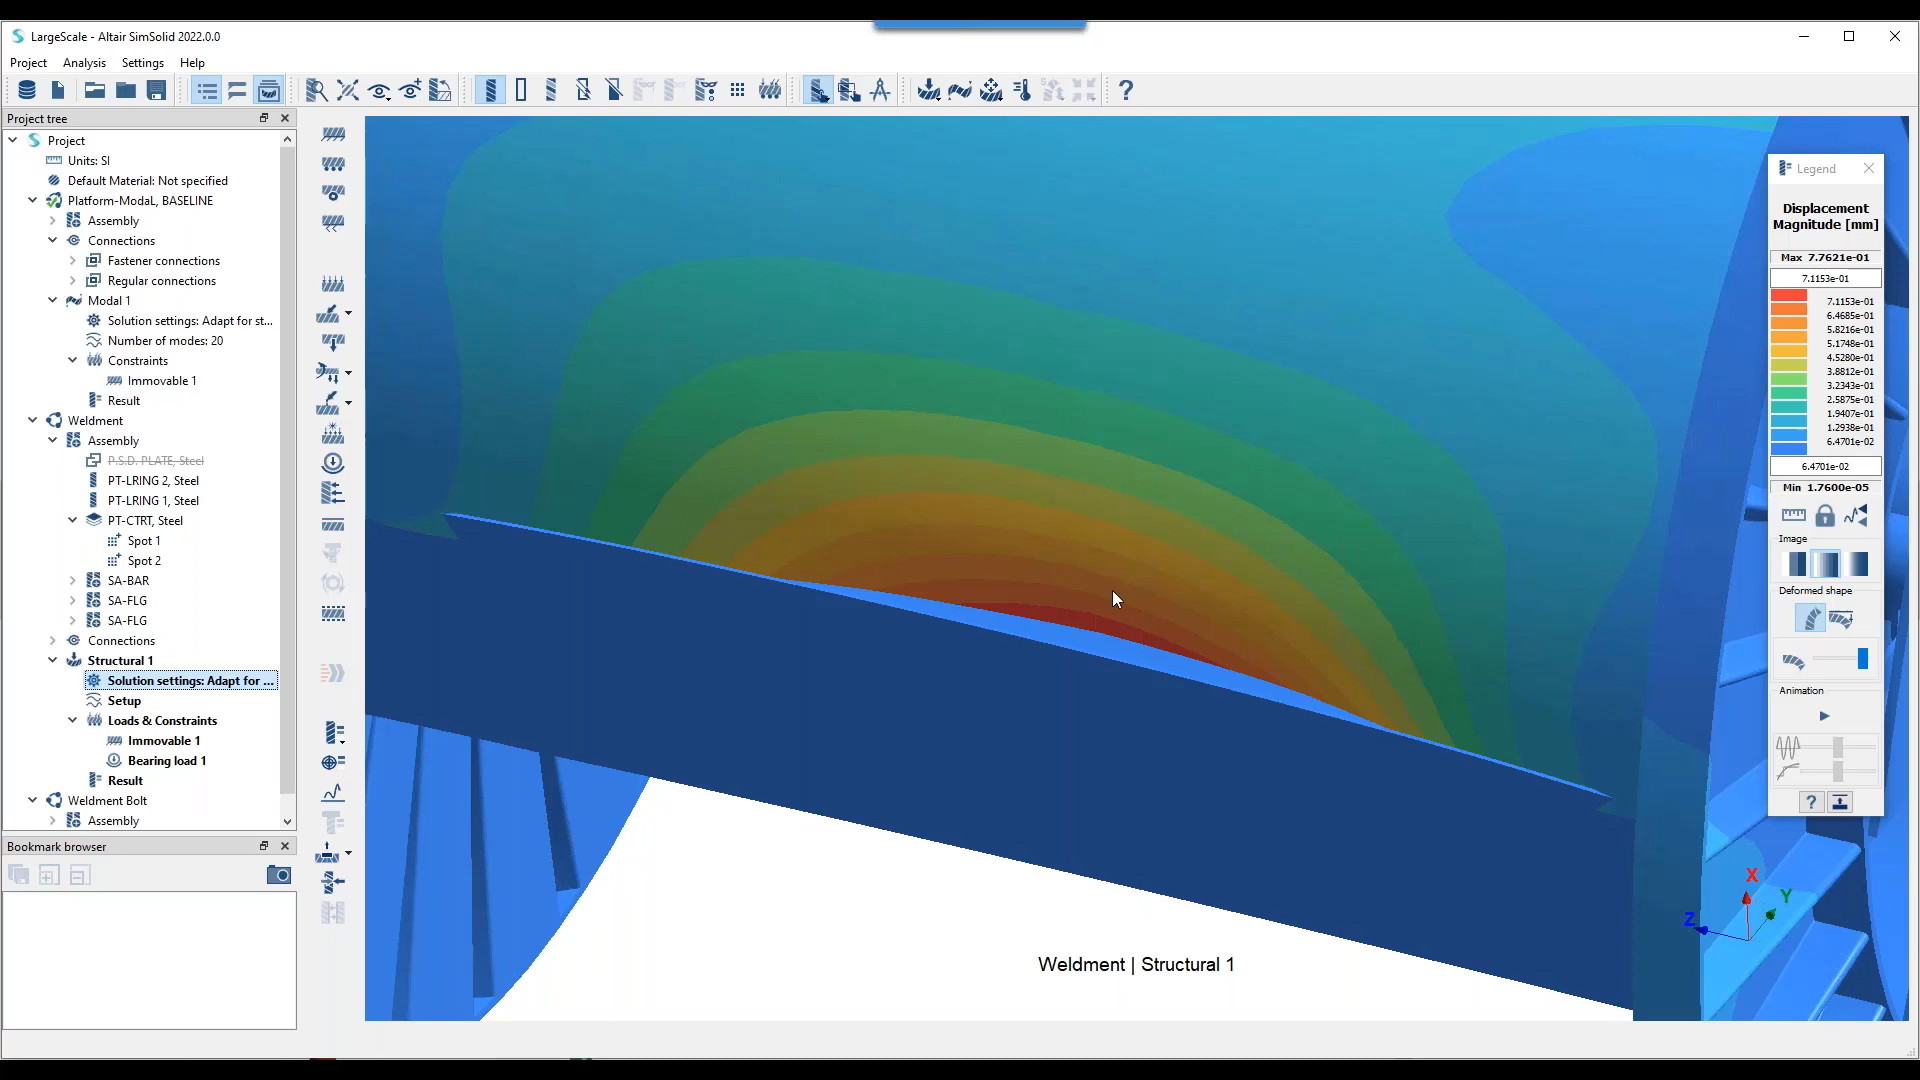 LargeScale - Altair SimSolid 2022.0.0
Project Analysis Settings Help
Project tree
Project
Units: SI
Default Material: Not specified
Platform-ModaL, BASELINE
Assembly
Connections
Fastener connections
Regular connections
Modal 1
Solution settings: Adapt for st...
Number of modes: 20
Constraints
Immovable 1
Result
Weldment
Assembly
P.S.D. PLATE, Steel
PT-LRING 2, Steel
PT-LRING 1, Steel
PT-CTRT, Steel
Spot 1
Spot 2
SA-BAR
SA-FLG
SA-FLG
Connections
Structural 1
Solution settings: Adapt for ...
Setup
Loads & Constraints
Immovable 1
Bearing load 1
Result
Weldment Bolt
Assembly
Bookmark browser
Legend
Displacement
Magnitude [mm]
Max 7.7621e-01
7.1153e-01
7.1153e-01
6.4685e-01
5.8216e-01
5.1748e-01
4.5280e-01
3.8812e-01
3.2343e-01
2.5875e-01
1.9407e-01
1.2938e-01
6.4701e-02
6.4701e-02
Min 1.7600e-05
Image
Deformed shape
Animation
?
X
Y
Z
Weldment | Structural 1